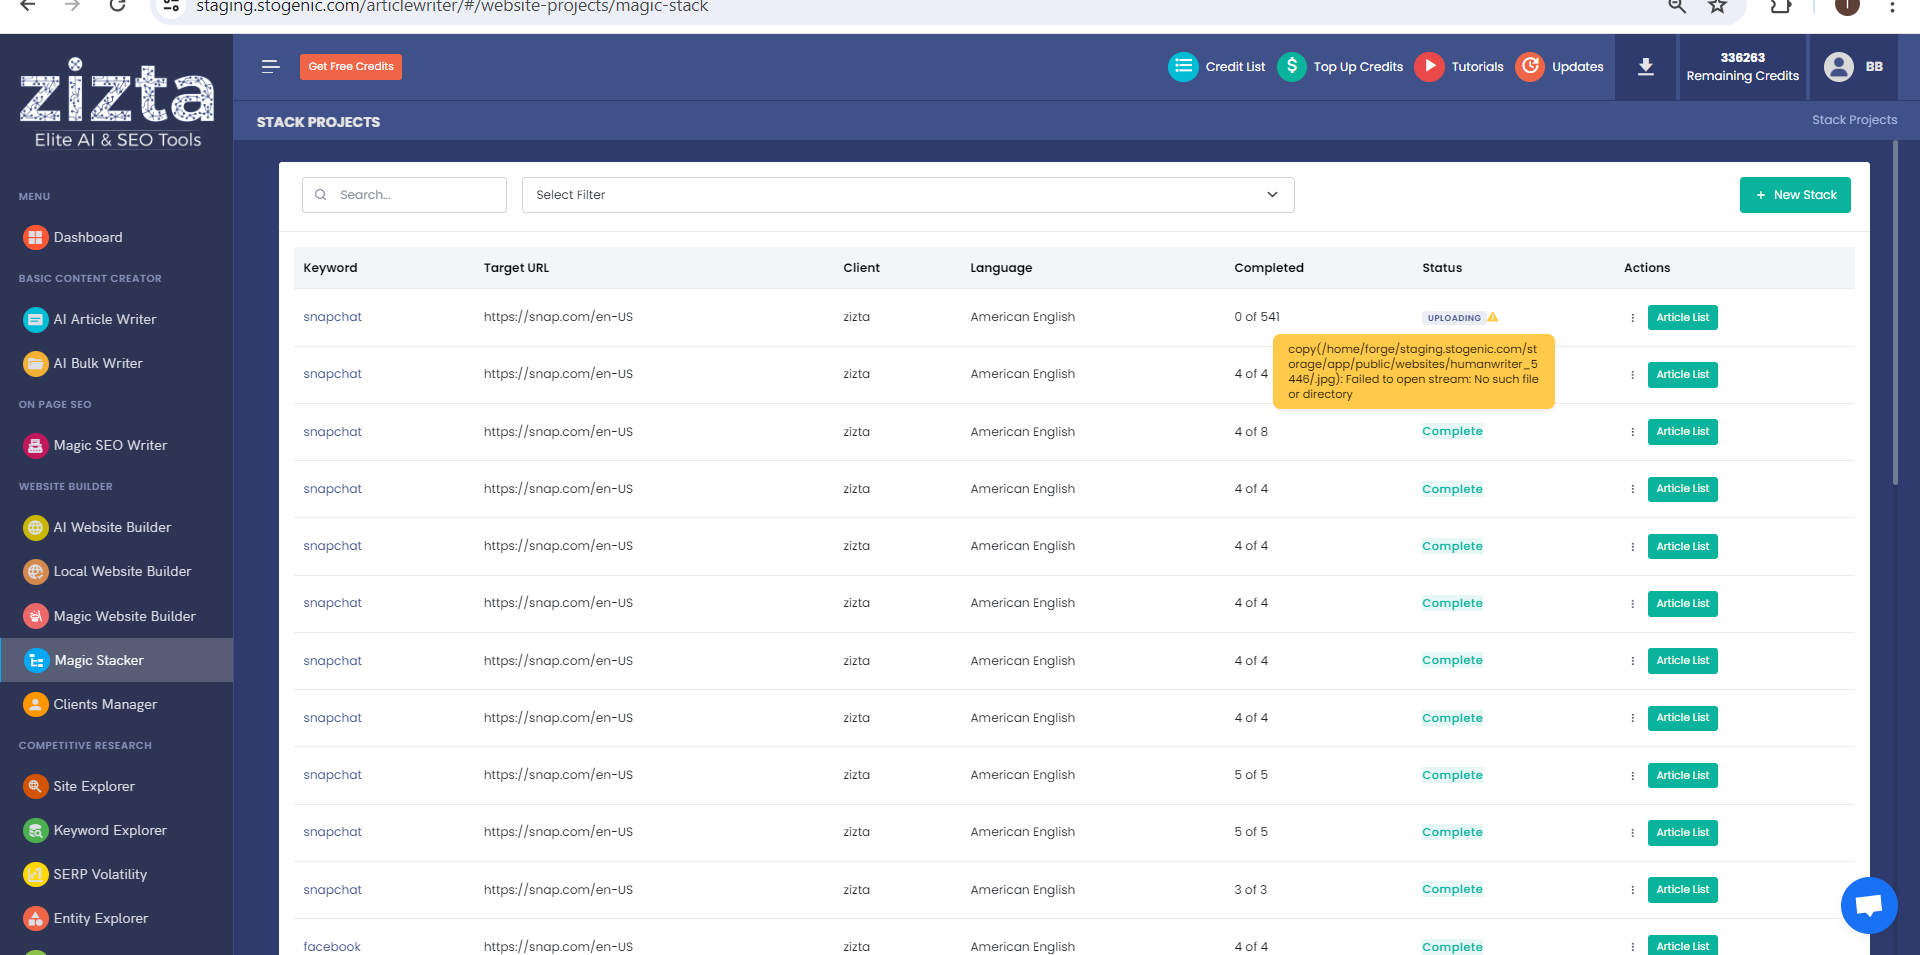 staging.stogenic.com/articlewriter/#/website-projects/magic-stack
T
zizta
Elite AI & SEO Tools
Get Free Credits
Credit List
$
Top Up Credits
Tutorials
Updates
336263
Remaining Credits
BB
STACK PROJECTS
Stack Projects
MENU
Dashboard
BASIC CONTENT CREATOR
AI Article Writer
AI Bulk Writer
ON PAGE SEO
Magic SEO Writer
WEBSITE BUILDER
AI Website Builder
Local Website Builder
Magic Website Builder
Magic Stacker
Clients Manager
COMPETITIVE RESEARCH
Site Explorer
Keyword Explorer
SERP Volatility
Entity Explorer
Search...
Select Filter
+ New Stack
Keyword Target URL Client Language Completed Status Actions
snapchat https://snap.com/en-US zizta American English 0 of 541 UPLOADING Article List
copy(/home/forge/staging.stogenic.com/st
orage/app/public/websites/humanwriter_5
446/.jpg): Failed to open stream: No such file
or directory
snapchat https://snap.com/en-US zizta American English 4 of 4 Article List
snapchat https://snap.com/en-US zizta American English 4 of 8 Complete Article List
snapchat https://snap.com/en-US zizta American English 4 of 4 Complete Article List
snapchat https://snap.com/en-US zizta American English 4 of 4 Complete Article List
snapchat https://snap.com/en-US zizta American English 4 of 4 Complete Article List
snapchat https://snap.com/en-US zizta American English 4 of 4 Complete Article List
snapchat https://snap.com/en-US zizta American English 4 of 4 Complete Article List
snapchat https://snap.com/en-US zizta American English 5 of 5 Complete Article List
snapchat https://snap.com/en-US zizta American English 5 of 5 Complete Article List
snapchat https://snap.com/en-US zizta American English 3 of 3 Complete Article List
facebook https://snap.com/en-US zizta American English 4 of 4 Complete Article List